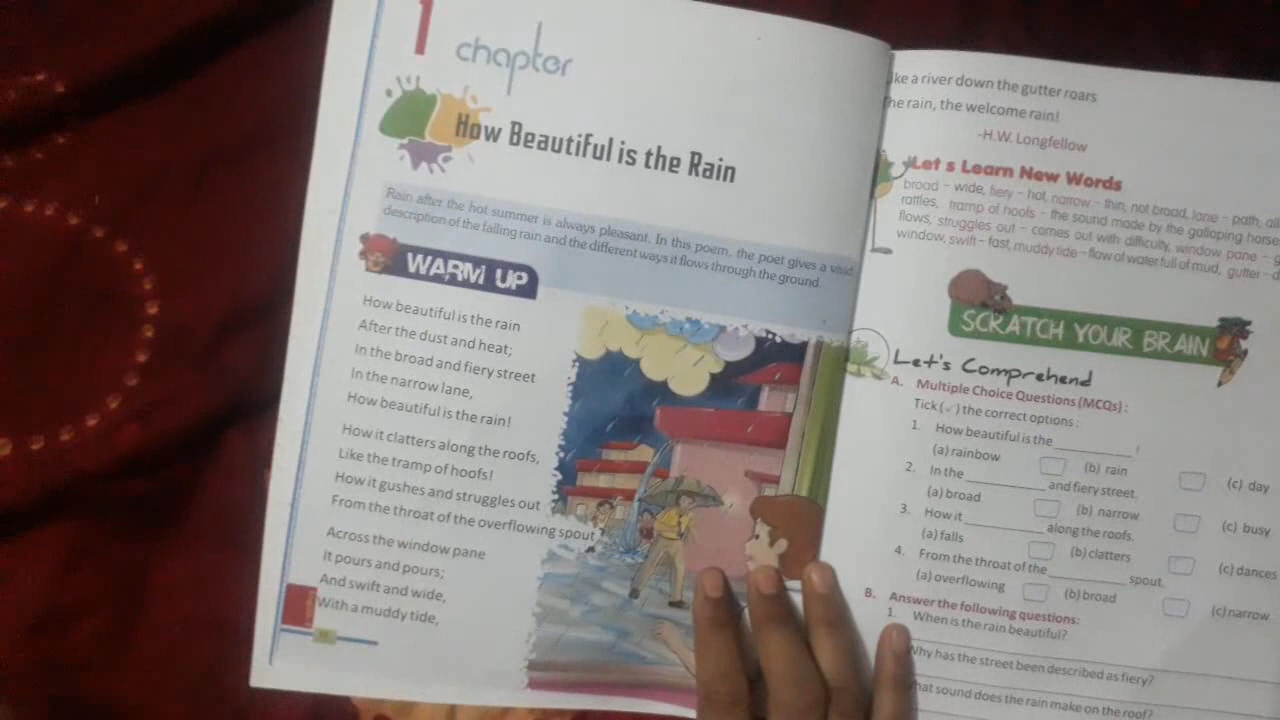 1
chapter
How Beautiful is the Rain
Rain after the hot summer is always pleasant. In this poem, the poet gives a vivid
description of the falling rain and the different ways it flows through the ground.
WARM UP
How beautiful is the rain
After the dust and heat;
In the broad and fiery street
In the narrow lane,
How beautiful is the rain!
How it clatters along the roofs,
Like the tramp of hoofs!
How it gushes and struggles out
From the throat of the overflowing spout
Across the window pane
It pours and pours;
And swift and wide,
With a muddy tide,
ke a river down the gutter roars
he rain, the welcome rain!
-H.W. Longfellow
Let s Learn New Words
broad - wide, fiery - hot, narrow - thin, not broad, lane - path,
rattles, tramp of hoofs - the sound made by the galloping horse
flows, struggles out - comes out with difficulty, window pane -
window, swift - fast, muddy tide - flow of water full of mud, gutter -
SCRATCH YOUR BRAIN
Let's Comprehend
A. Multiple Choice Questions (MCQs) :
Tick (✓) the correct options :
1. How beautiful is the ________ !
(a) rainbow (b) rain (c) day
2. In the ________ and fiery street.
(a) broad (b) narrow (c) busy
3. How it ________ along the roofs.
(a) falls (b) clatters (c) dances
4. From the throat of the ________ spout.
(a) overflowing (b) broad (c) narrow
B. Answer the following questions:
1. When is the rain beautiful?
Why has the street been described as fiery?
hat sound does the rain make on the roof?